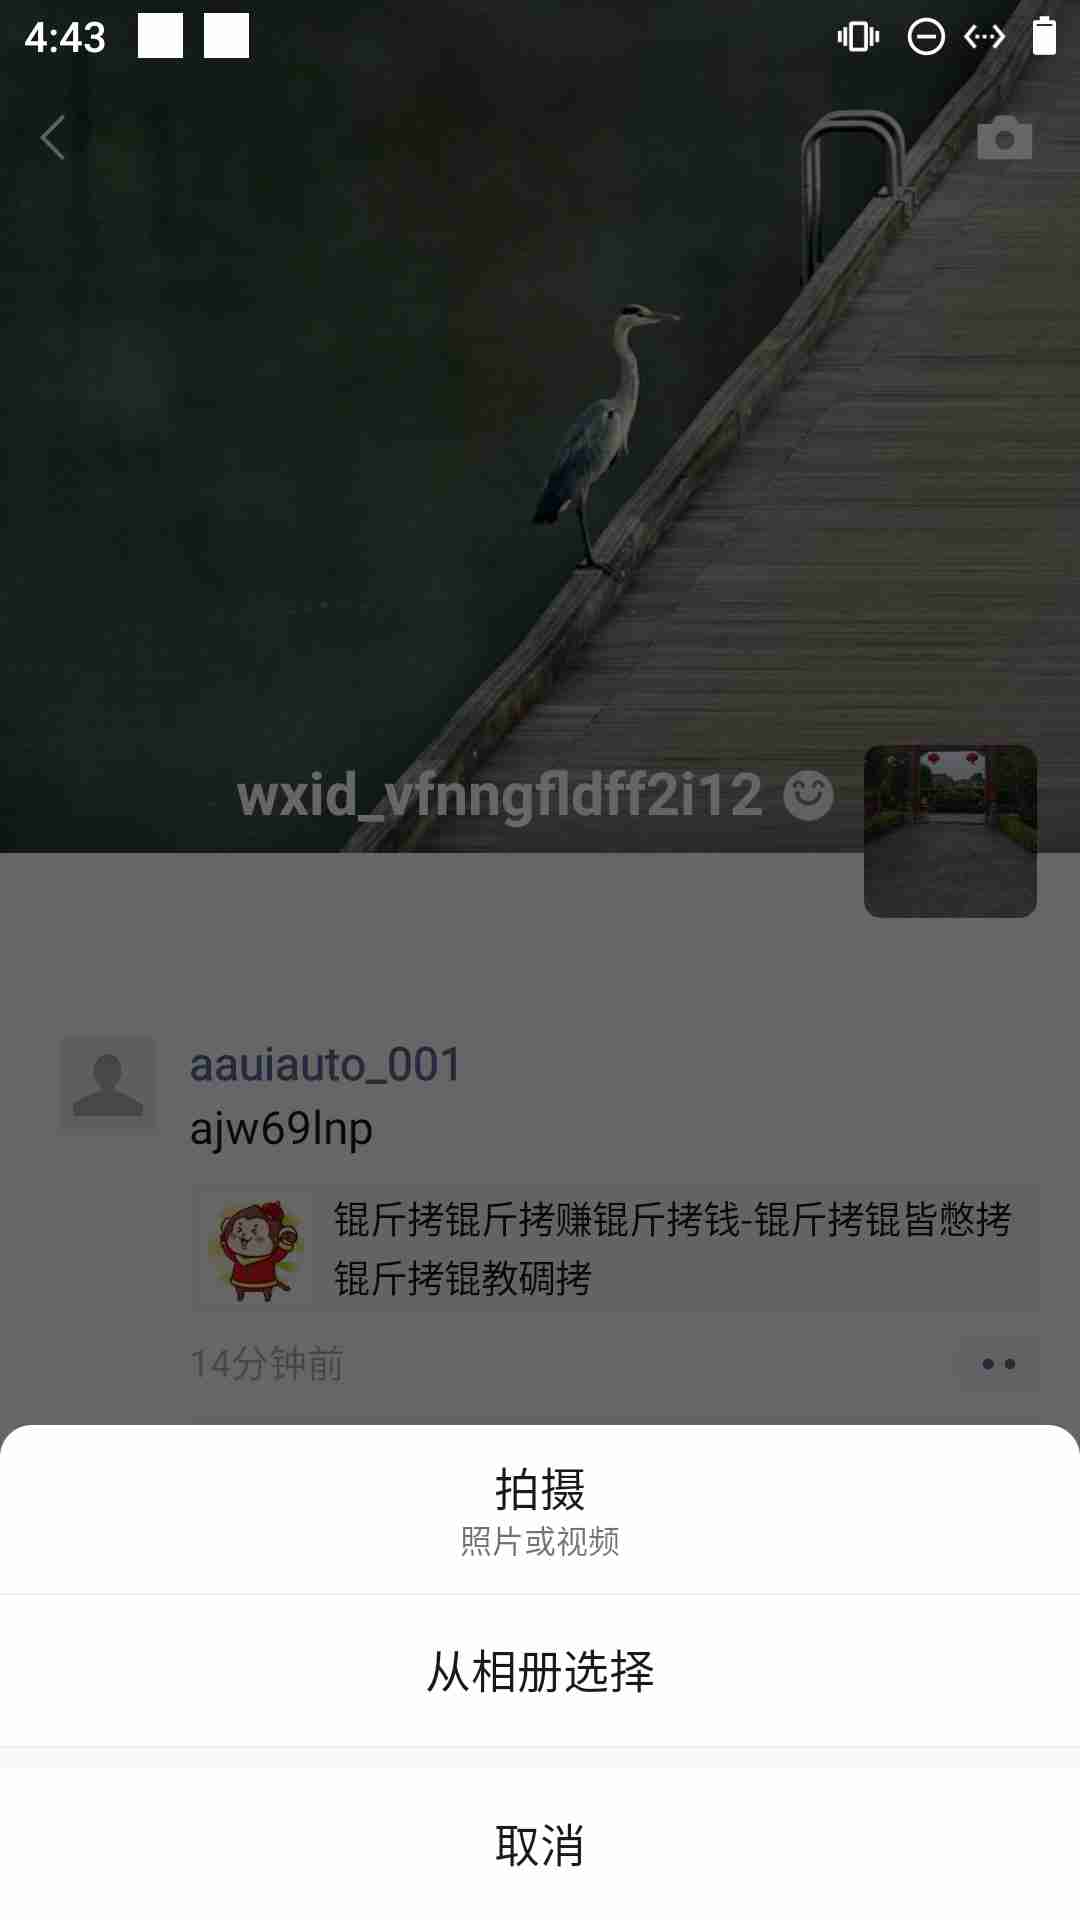 4:43
wxid_vfnngfldff2i12
aauiauto_001
ajw69lnp
锟斤拷锟斤拷赚锟斤拷钱-锟斤拷锟皆憋拷
锟斤拷锟教碉拷
14分钟前
拍摄
照片或视频
从相册选择
取消